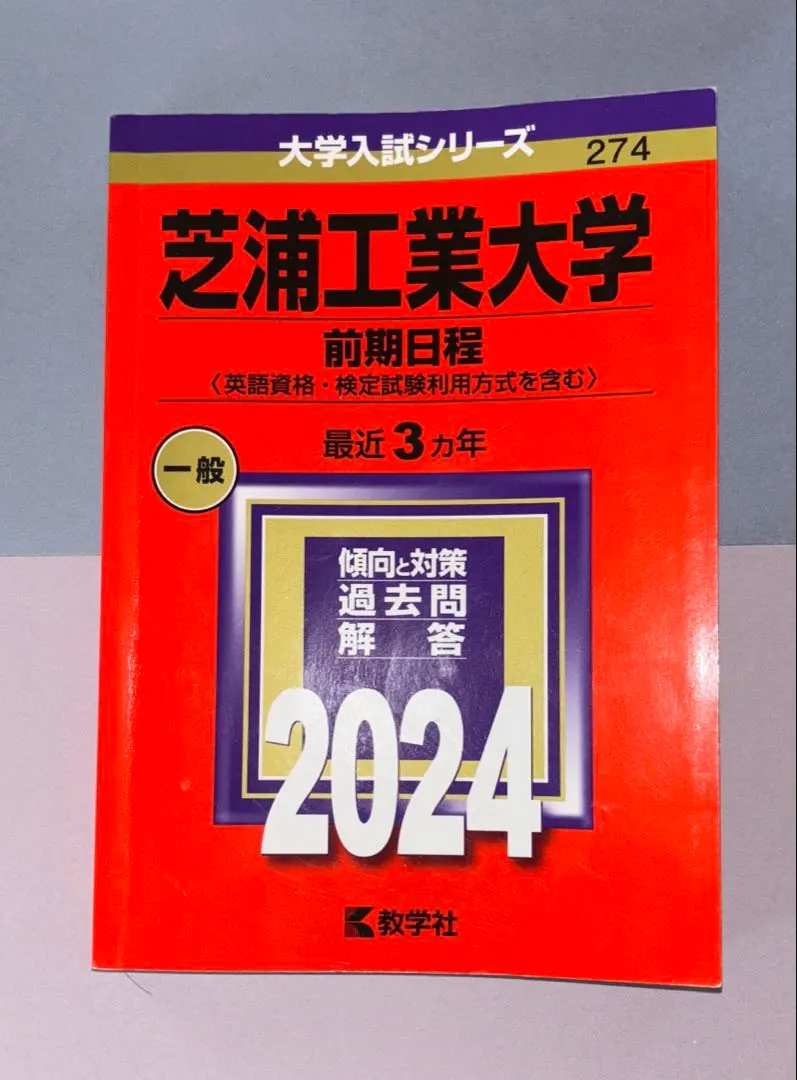 大学入試シリーズ 274
芝浦工業大学
前期日程
〈英語資格・検定試験利用方式を含む〉
最近3カ年
一般
傾向と対策
過去問
解答
2024
教学社